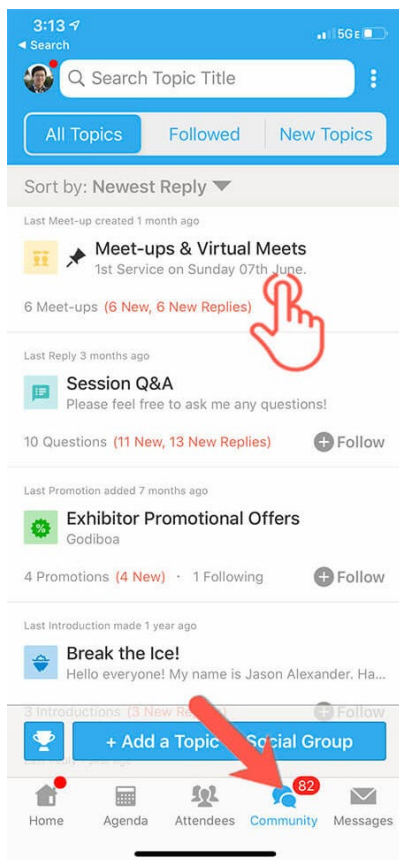 3:13
5GE
Search
Search Topic Title
All Topics
Followed
New Topics
Sort by: Newest Reply
Last Meet-up created 1 month ago
Meet-ups & Virtual Meets
1st Service on Sunday 07th June.
6 Meet-ups (6 New, 6 New Replies)
Last Reply 3 months ago
Session Q&A
Please feel free to ask me any questions!
10 Questions (11 New, 13 New Replies)
Follow
Last Promotion added 7 months ago
Exhibitor Promotional Offers
Godiboa
4 Promotions (4 New) · 1 Following
Follow
Last Introduction made 1 year ago
Break the Ice!
Hello everyone! My name is Jason Alexander. Ha...
3 Introductions (3 New Re
Follow
+ Add a Topic Social Group
82
Home
Agenda
Attendees
Community
Messages